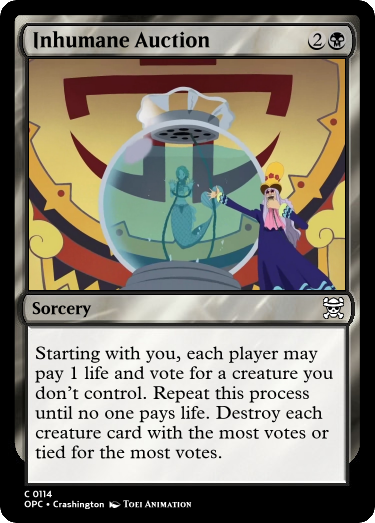 Inhumane Auction 2
Sorcery
Starting with you, each player may
pay 1 life and vote for a creature you
don't control. Repeat this process
until no one pays life. Destroy each
creature card with the most votes or
tied for the most votes.
C 0114
OPC • Crashington TOEI ANIMATION